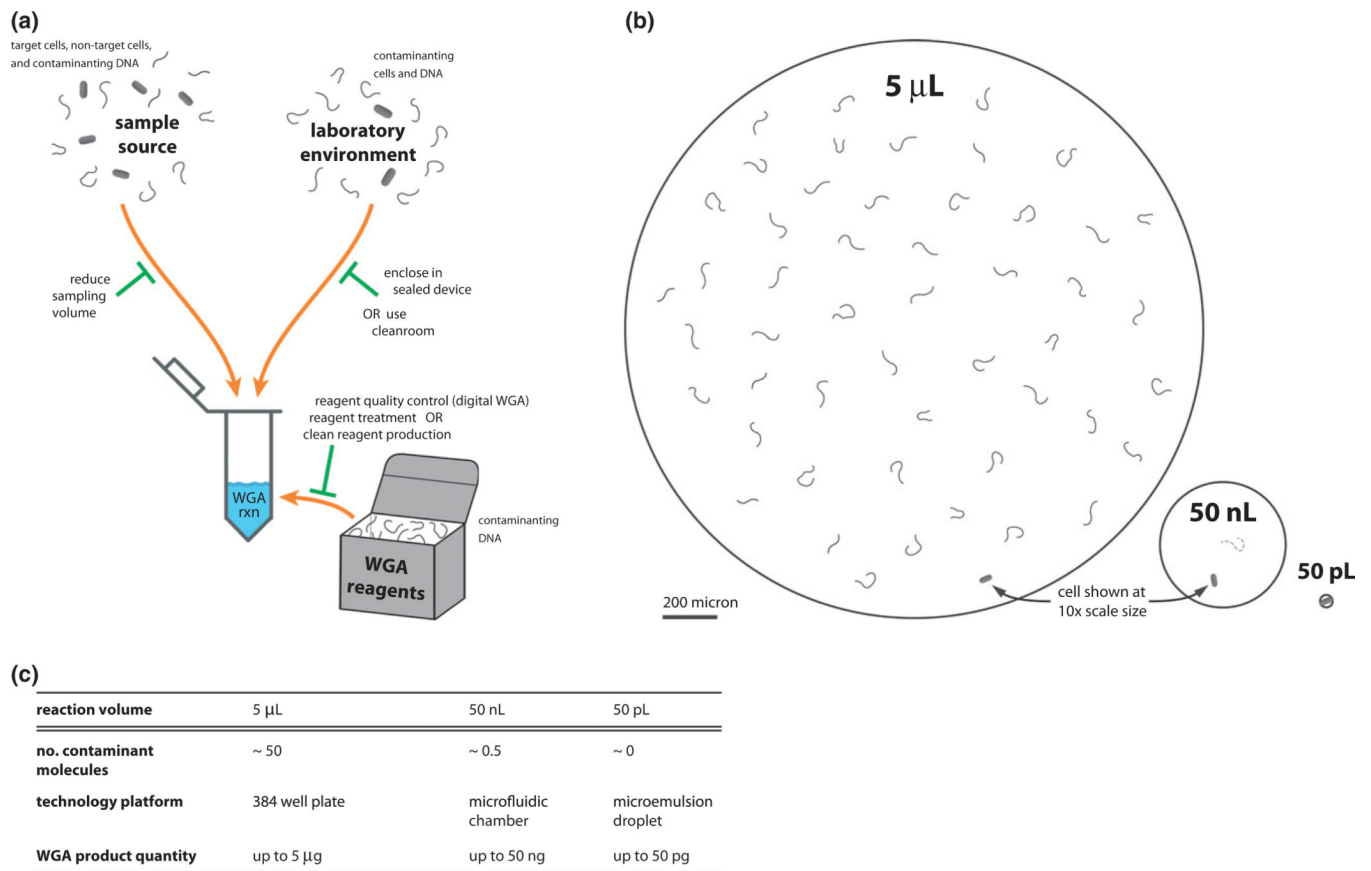 (a)
target cells, non-target cells,
and contaminanting DNA
sample
source
contaminanting
cells and DNA
laboratory
environment
reduce
sampling
volume
enclose in
sealed device
OR use
cleanroom
reagent quality control (digital WGA)
reagent treatment OR
clean reagent production
WGA
rxn
contaminanting
DNA
WGA
reagents
(b)
5 μL
50 nL
50 pL
200 micron
cell shown at
10x scale size
(c)
reaction volume 5 μL 50 nL 50 pL
no. contaminant ~ 50 ~ 0.5 ~ 0
molecules
technology platform 384 well plate microfluidic microemulsion
chamber droplet
WGA product quantity up to 5 μg up to 50 ng up to 50 pg